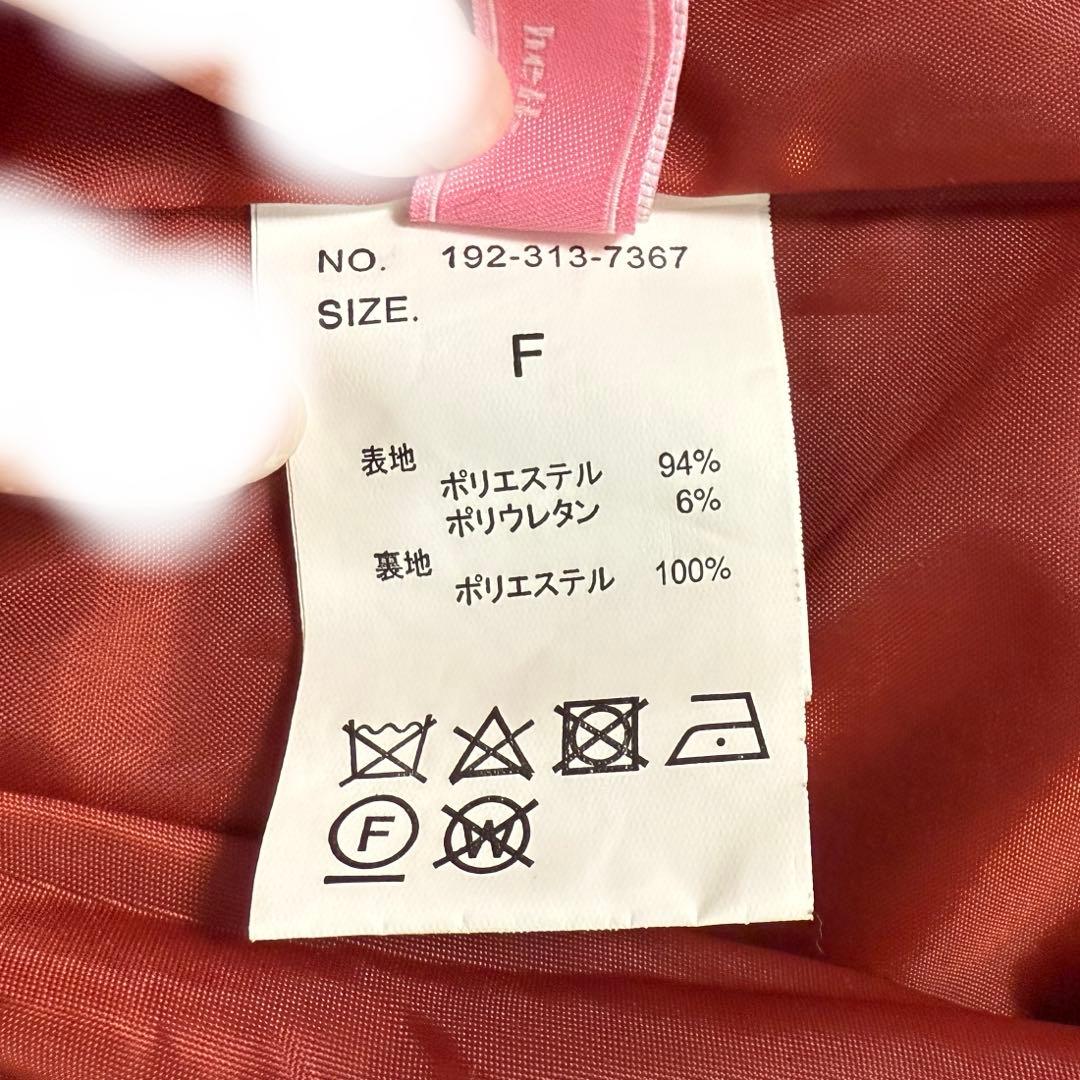 NO. 192-313-7367
SIZE.
F
表地
ポリエステル 94%
ポリウレタン 6%
裏地
ポリエステル 100%
F
W